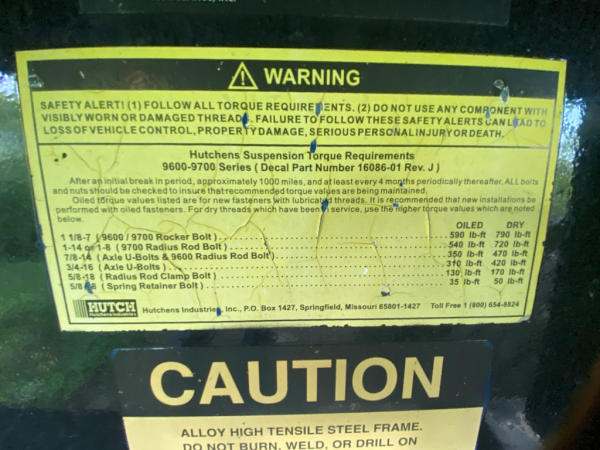 WARNING
SAFETY ALERT! (1) FOLLOW ALL TORQUE REQUIREMENTS. (2) DO NOT USE ANY COMPONENT WITH
VISIBLY WORN OR DAMAGED THREADS. FAILURE TO FOLLOW THESE SAFETY ALERTS CAN LEAD TO
LOSS OF VEHICLE CONTROL, PROPERTY DAMAGE, SERIOUS PERSONAL INJURY OR DEATH.
Hutchens Suspension Torque Requirements
9600-9700 Series ( Decal Part Number 16086-01 Rev. J )
After an initial break in period, approximately 1000 miles, and at least every 4 months periodically thereafter, ALL bolts
and nuts should be checked to insure that recommended torque values are being maintained.
Oiled torque values listed are for new fasteners with lubricated threads. It is recommended that new installations be
performed with oiled fasteners. For dry threads which have been in service, use the higher torque values which are noted
below.
OILED DRY
1 1/8-7 ( 9600 / 9700 Rocker Bolt ) 590 lb-ft 790 lb-ft
1-14 or 1-8 ( 9700 Radius Rod Bolt ) 540 lb-ft 720 lb-ft
7/8-14 ( Axle U-Bolts & 9600 Radius Rod Bolt ) 350 lb-ft 470 lb-ft
3/4-16 ( Axle U-Bolts ) 310 lb-ft 420 lb-ft
5/8-18 ( Radius Rod Clamp Bolt ) 130 lb-ft 170 lb-ft
5/8-18 ( Spring Retainer Bolt ) 35 lb-ft 50 lb-ft
HUTCH
Hutchens Industries
Hutchens Industries, Inc., P.O. Box 1427, Springfield, Missouri 65801-1427 Toll Free 1 (800) 654-8824
CAUTION
ALLOY HIGH TENSILE STEEL FRAME.
DO NOT BURN, WELD, OR DRILL ON